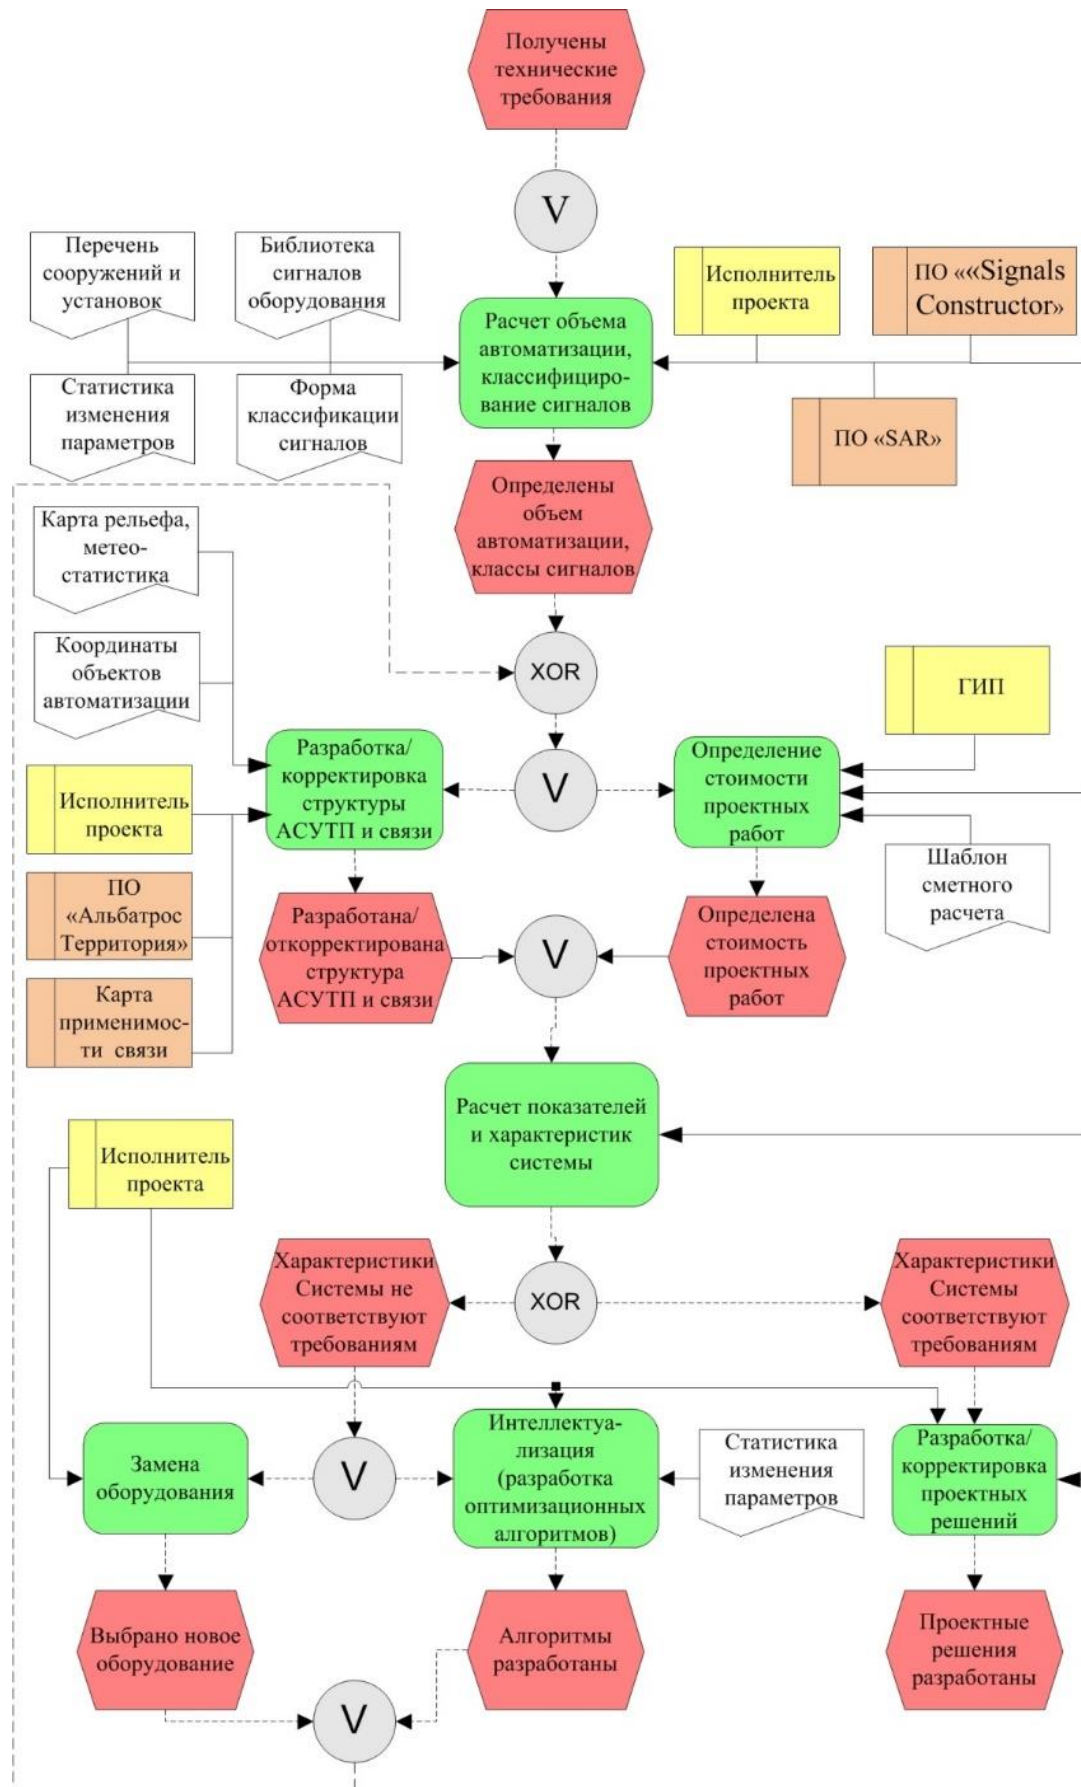 Получены
технические
требования
V
Перечень
сооружений и
установок
Библиотека
сигналов
оборудования
Исполнитель
проекта
ПО ««Signals
Constructor»
Расчет объема
автоматизации,
классифициро-
вание сигналов
Статистика
изменения
параметров
Форма
классификации
сигналов
ПО «SAR»
Определены
объем
автоматизации,
классы сигналов
Карта рельефа,
метео-
статистика
Координаты
объектов
автоматизации
XOR
ГИП
Разработка/
корректировка
структуры
АСУТП и связи
V
Определение
стоимости
проектных
работ
Исполнитель
проекта
Шаблон
сметного
расчета
ПО
«Альбатрос
Территория»
Разработана/
откорректирована
структура
АСУТП и связи
V
Определена
стоимость
проектных
работ
Карта
применимос-
ти связи
Расчет показателей
и характеристик
системы
Исполнитель
проекта
Характеристики
Системы не
соответствуют
требованиям
XOR
Характеристики
Системы
соответствуют
требованиям
Замена
оборудования
V
Интеллектуа-
лизация
(разработка
оптимизационных
алгоритмов)
Статистика
изменения
параметров
Разработка/
корректировка
проектных
решений
Выбрано новое
оборудование
Алгоритмы
разработаны
Проектные
решения
разработаны
V